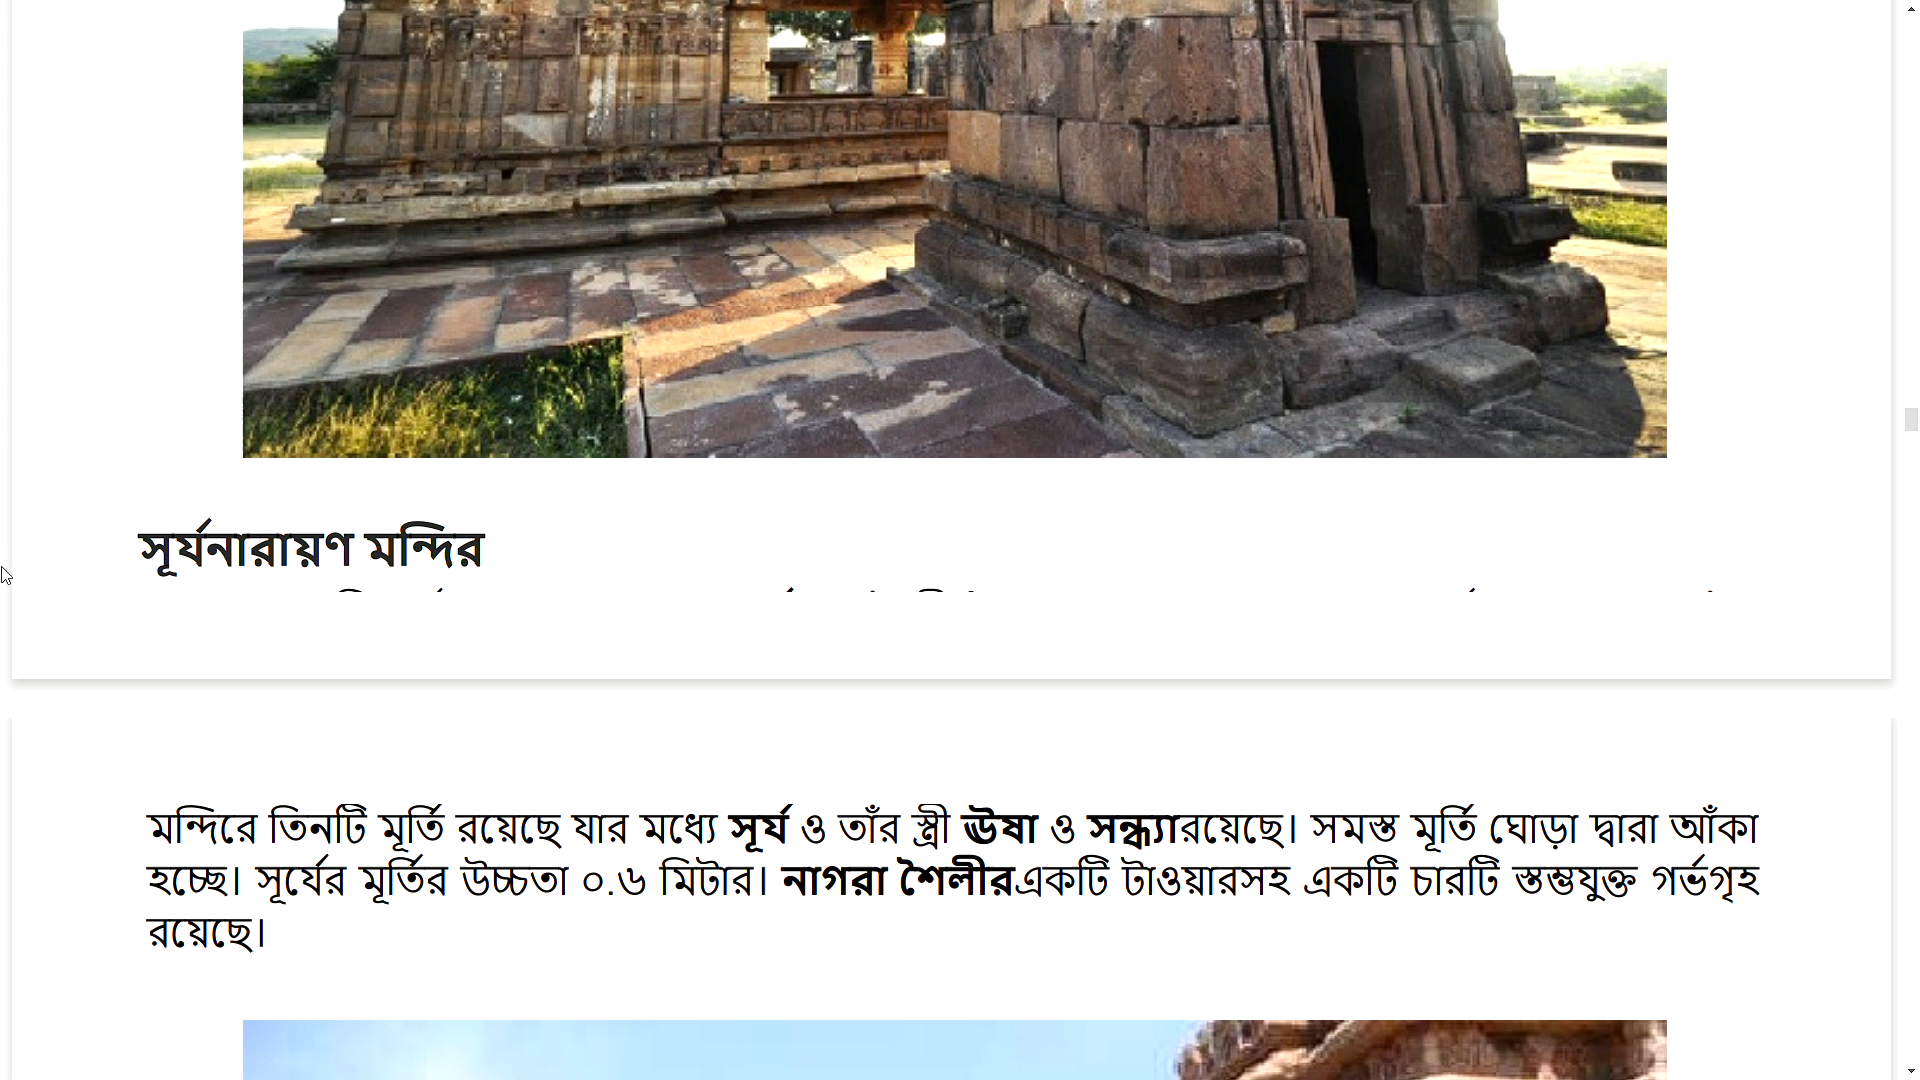 সূর্যনারায়ণ মন্দির
মন্দিরে তিনটি মূর্তি রয়েছে যার মধ্যে সূর্য ও তাঁর স্ত্রী ঊষা ও সন্ধ্যারয়েছে। সমস্ত মূর্তি ঘোড়া দ্বারা আঁকা
হচ্ছে। সূর্যের মূর্তির উচ্চতা ০.৬ মিটার। নাগরা শৈলীরএকটি টাওয়ারসহ একটি চারটি স্তম্ভযুক্ত গর্ভগৃহ
রয়েছে।